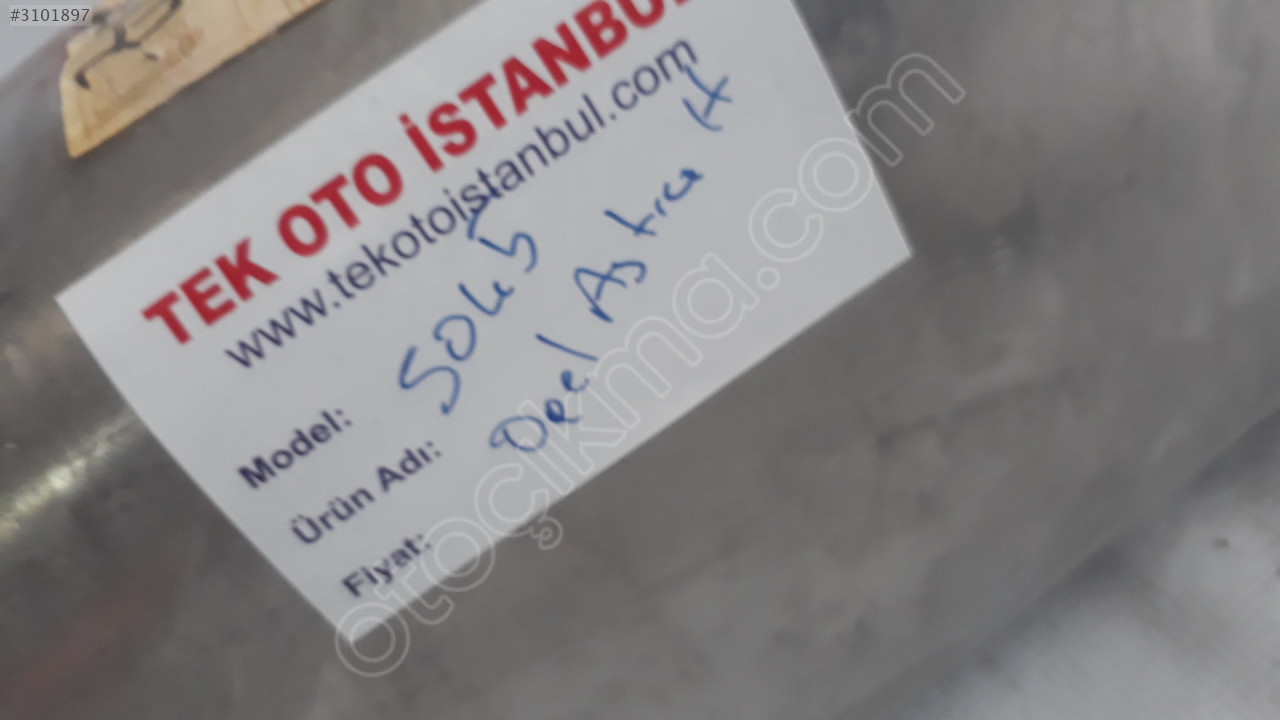 #3101897
TEK OTO İSTANBUL
www.tekotoistanbul.com
Model:
Ürün Adı: Opel Astra H
Fiyat:
otoçıkma.com